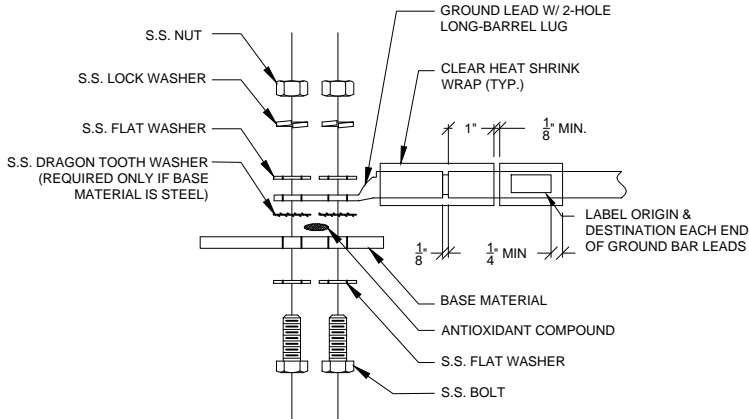 GROUND LEAD W/ 2-HOLE
LONG-BARREL LUG
S.S. NUT
CLEAR HEAT SHRINK
WRAP (TYP.)
S.S. LOCK WASHER
S.S. FLAT WASHER
1"
1/8" MIN.
S.S. DRAGON TOOTH WASHER
(REQUIRED ONLY IF BASE
MATERIAL IS STEEL)
LABEL ORIGIN &
DESTINATION EACH END
OF GROUND BAR LEADS
1/8"
1/4" MIN
BASE MATERIAL
ANTIOXIDANT COMPOUND
S.S. FLAT WASHER
S.S. BOLT